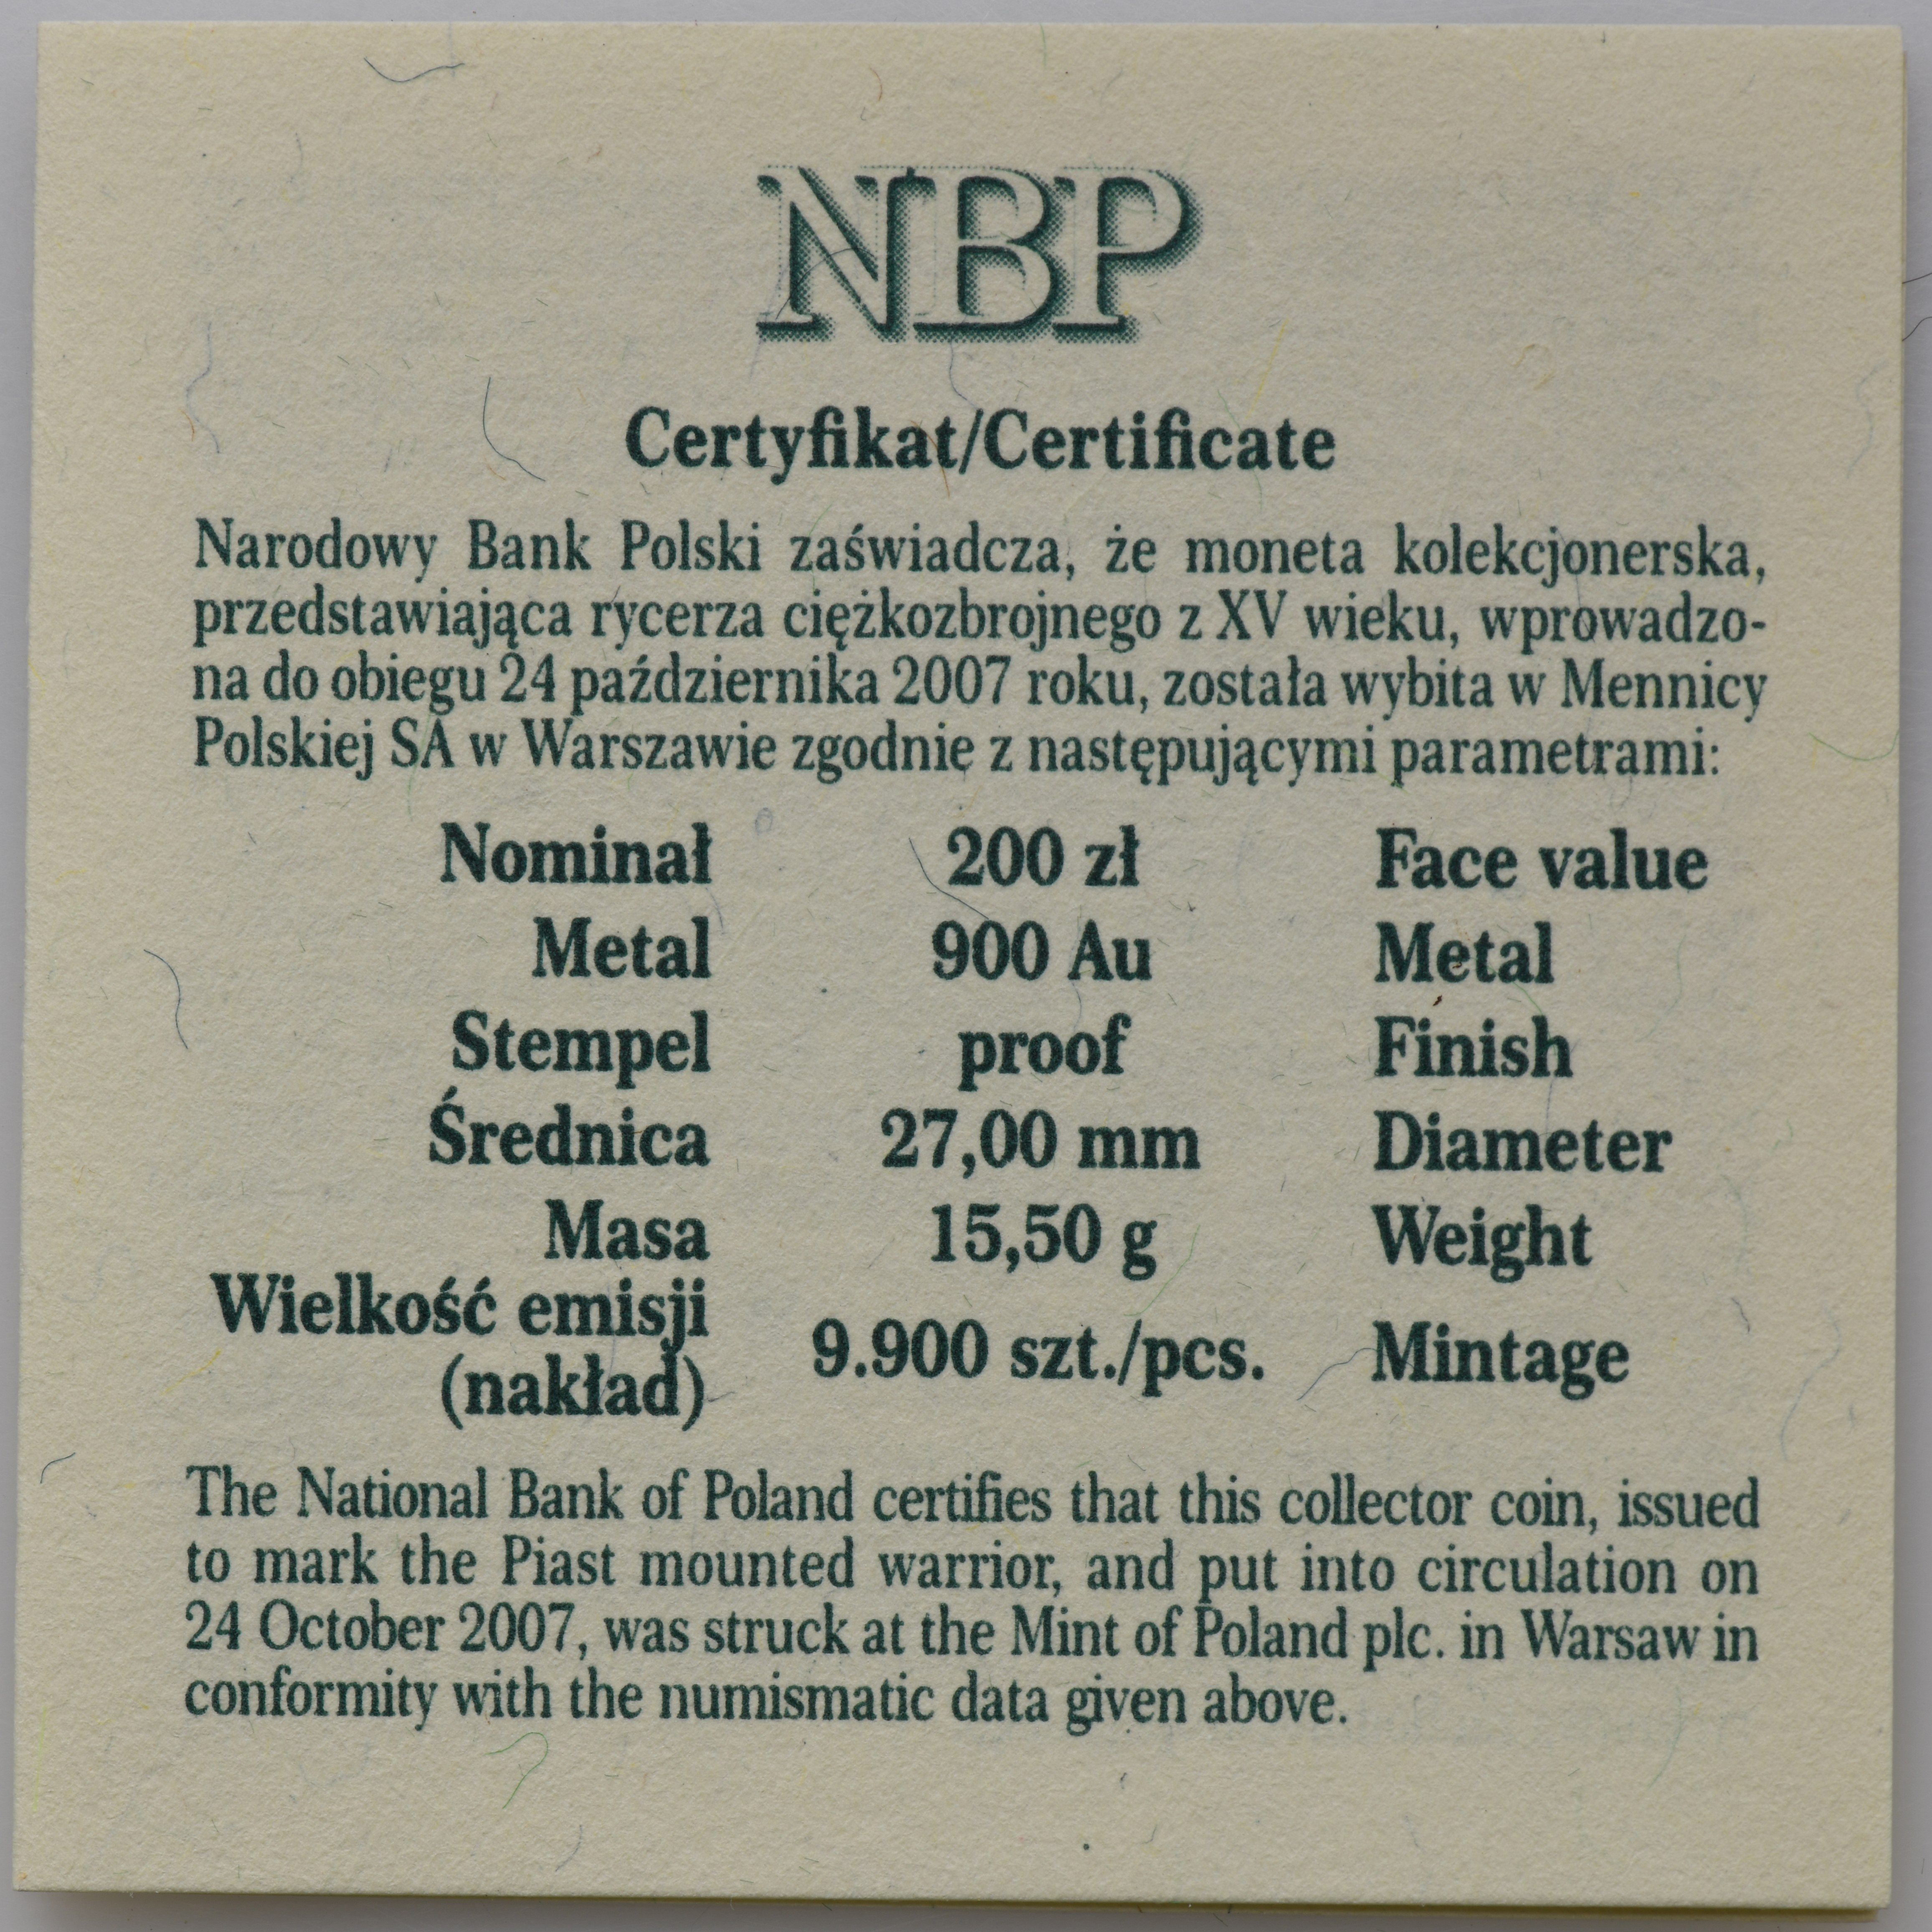 NBP
Certyfikat/Certificate
Narodowy Bank Polski zaświadcza, że moneta kolekcjonerska,
przedstawiająca rycerza ciężkozbrojnego z XV wieku, wprowadzo-
na do obiegu 24 października 2007 roku, została wybita w Mennicy
Polskiej SA w Warszawie zgodnie z następującymi parametrami:
Nominał 200 zł Face value
Metal 900 Au Metal
Stempel proof Finish
Średnica 27,00 mm Diameter
Masa 15,50 g Weight
Wielkość emisji
(nakład) 9.900 szt./pcs. Mintage
The National Bank of Poland certifies that this collector coin, issued
to mark the Piast mounted warrior, and put into circulation on
24 October 2007, was struck at the Mint of Poland plc. in Warsaw in
conformity with the numismatic data given above.